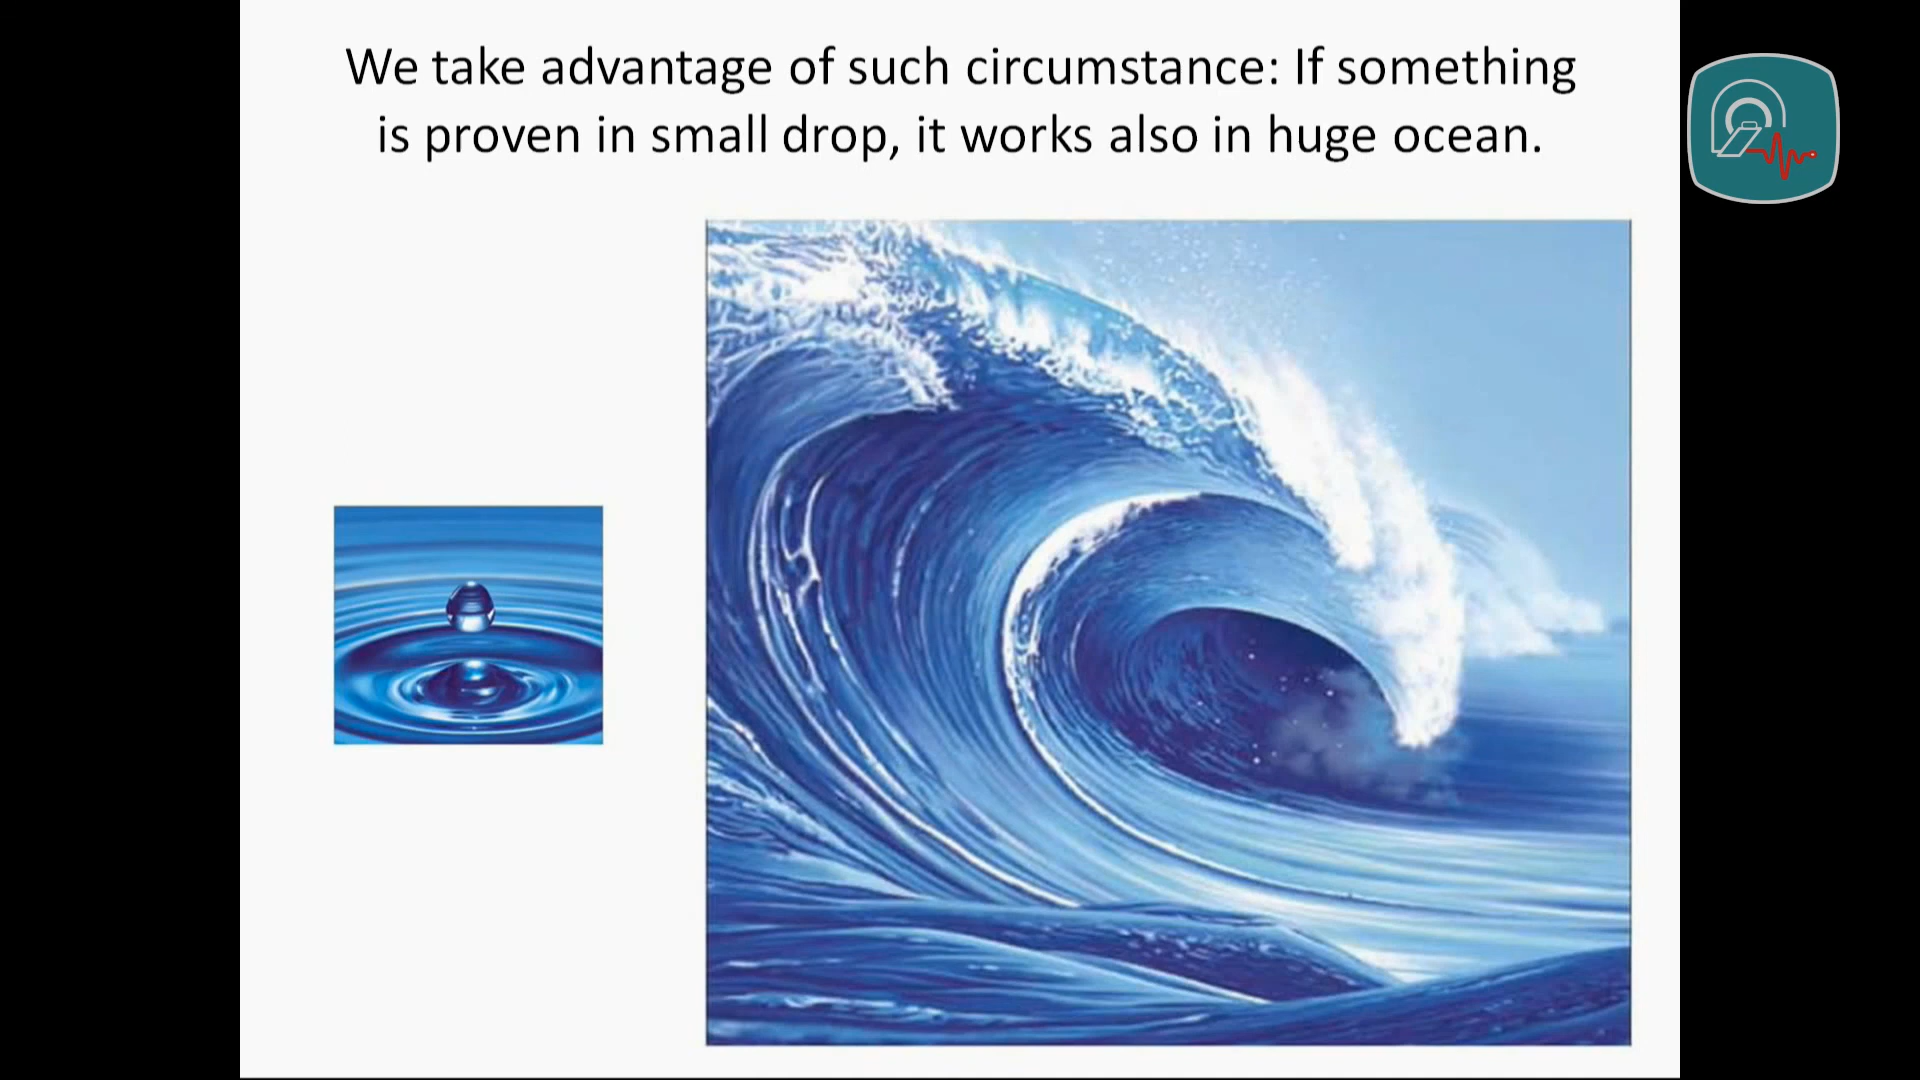 We take advantage of such circumstance: If something
is proven in small drop, it works also in huge ocean.